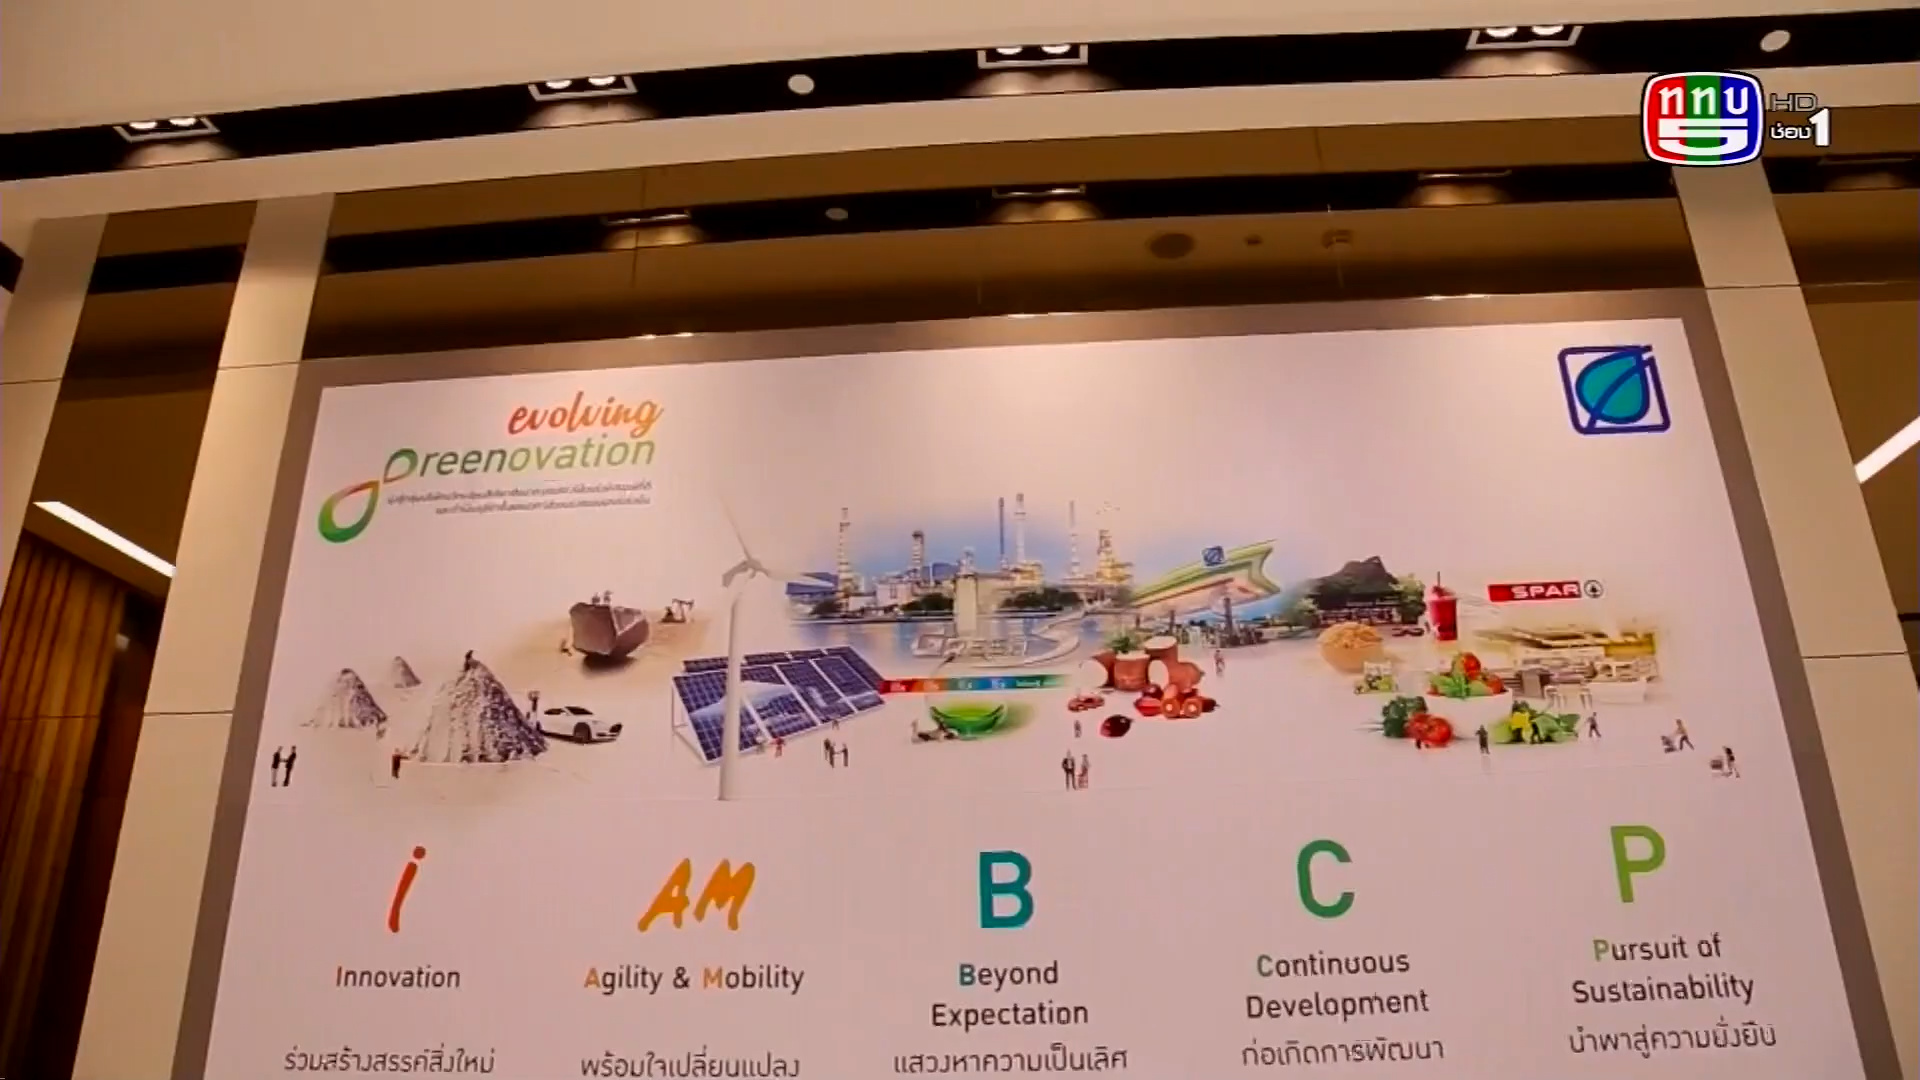 ททบ
5
HD
ช่อง 1
evolving
Greenovation
SPAR
i
AM
B
C
P
Innovation
Agility & Mobility
Beyond
Expectation
Continuous
Development
Pursuit of
Sustainability
ร่วมสร้างสรรค์สิ่งใหม่
พร้อมใจเปลี่ยนแปลง
แสวงหาความเป็นเลิศ
ก่อเกิดการพัฒนา
นำพาสู่ความยั่งยืน